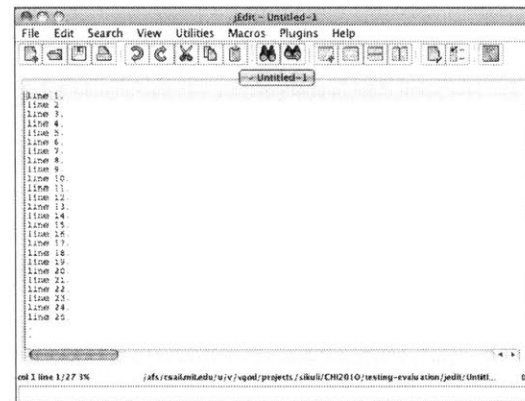 jEdit - Untitled-1
File Edit Search View Utilities Macros Plugins Help
Untitled-1
line 1.
line 2
line 3.
line 4.
line 5.
line 6.
line 7.
line 8.
line 9.
line 10.
line 11.
line 12.
line 13.
line 14.
line 15.
line 16.
line 17.
line 18.
line 19.
line 20.
line 21.
line 22.
line 23.
line 24.
line 25.
col 1 line 1/27 3% /afs/csail.mit.edu/u/v/vgod/projects/sikuli/CHI2010/testing-evaluation/jedit/Untitl...